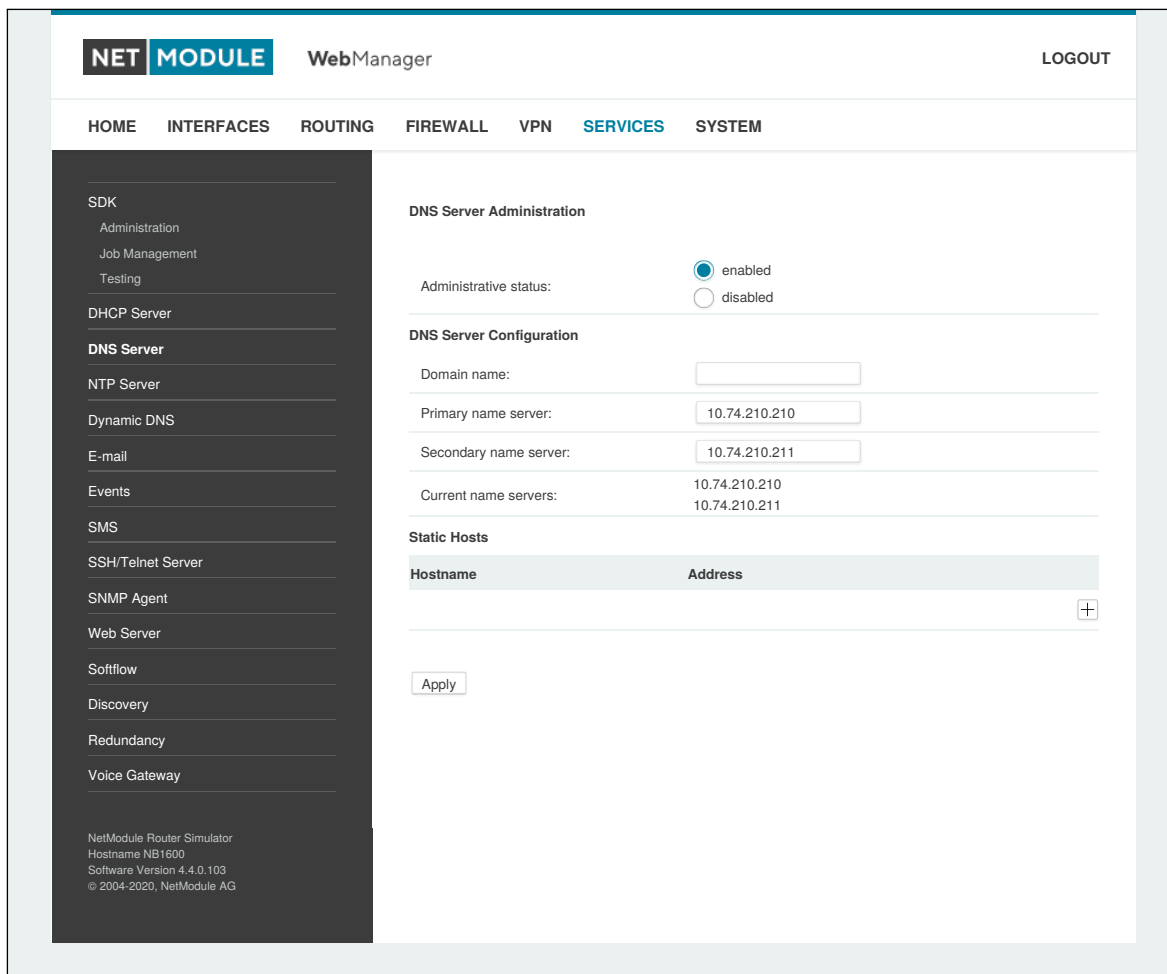 NET MODULE WebManager LOGOUT
HOME INTERFACES ROUTING FIREWALL VPN SERVICES SYSTEM
SDK
Administration
Job Management
Testing
DHCP Server
DNS Server
NTP Server
Dynamic DNS
E-mail
Events
SMS
SSH/Telnet Server
SNMP Agent
Web Server
Softflow
Discovery
Redundancy
Voice Gateway
NetModule Router Simulator
Hostname NB1600
Software Version 4.4.0.103
© 2004-2020, NetModule AG
DNS Server Administration
Administrative status:
enabled
disabled
DNS Server Configuration
Domain name:
Primary name server: 10.74.210.210
Secondary name server: 10.74.210.211
Current name servers:
10.74.210.210
10.74.210.211
Static Hosts
Hostname Address
Apply